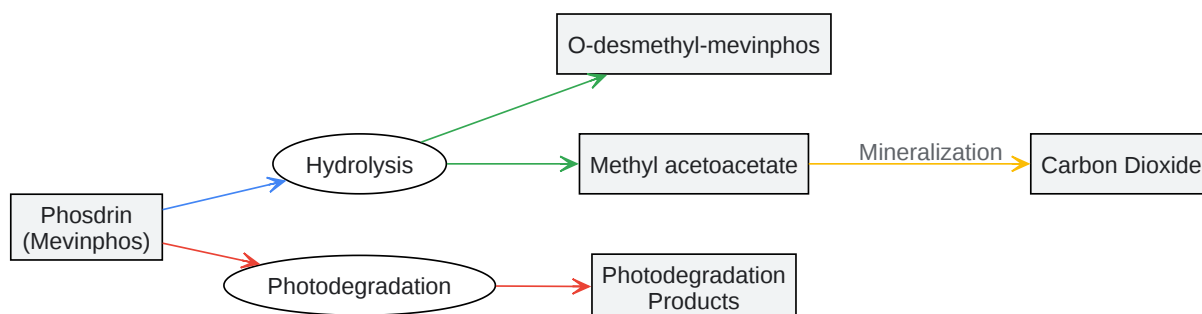 O-desmethyl-mevinphos
Hydrolysis
Methyl acetoacetate
Mineralization
Carbon Dioxide
Phosdrin
(Mevinphos)
Photodegradation
Photodegradation
Products